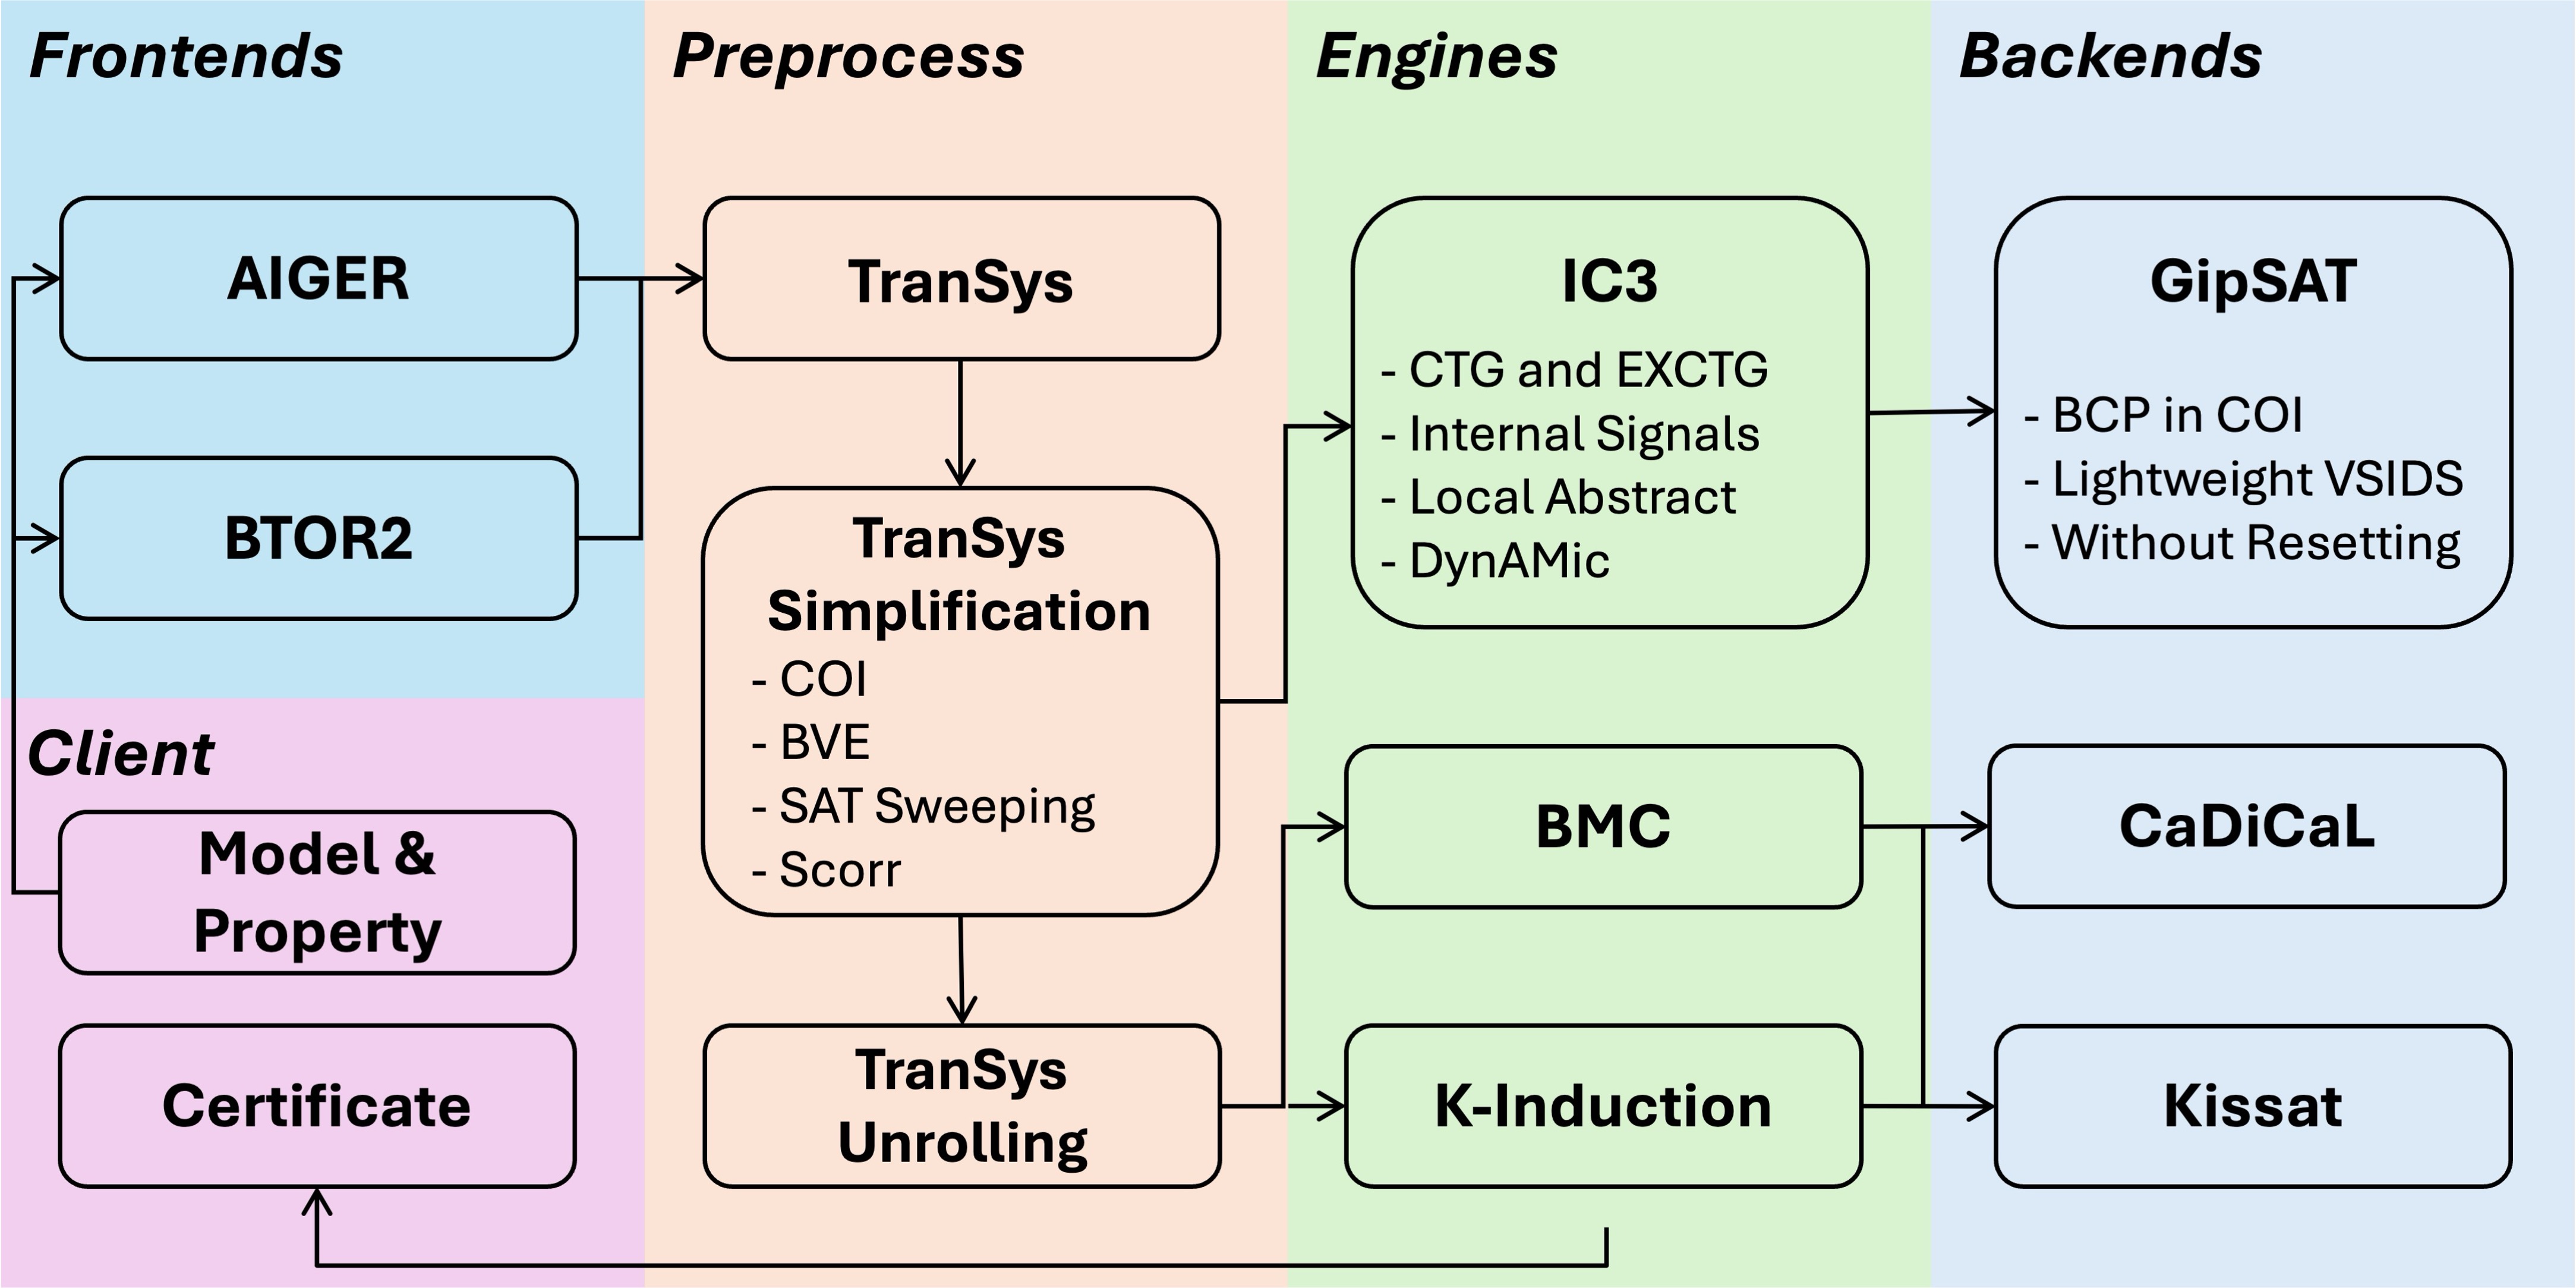 Frontends
AIGER
BTOR2
Client
Model &
Property
Certificate
Preprocess
TranSys
TranSys
Simplification
- COI
- BVE
- SAT Sweeping
- Scorr
TranSys
Unrolling
Engines
IC3
- CTG and EXCTG
- Internal Signals
- Local Abstract
- DynAMic
BMC
K-Induction
Backends
GipSAT
- BCP in COI
- Lightweight VSIDS
- Without Resetting
CaDiCaL
Kissat